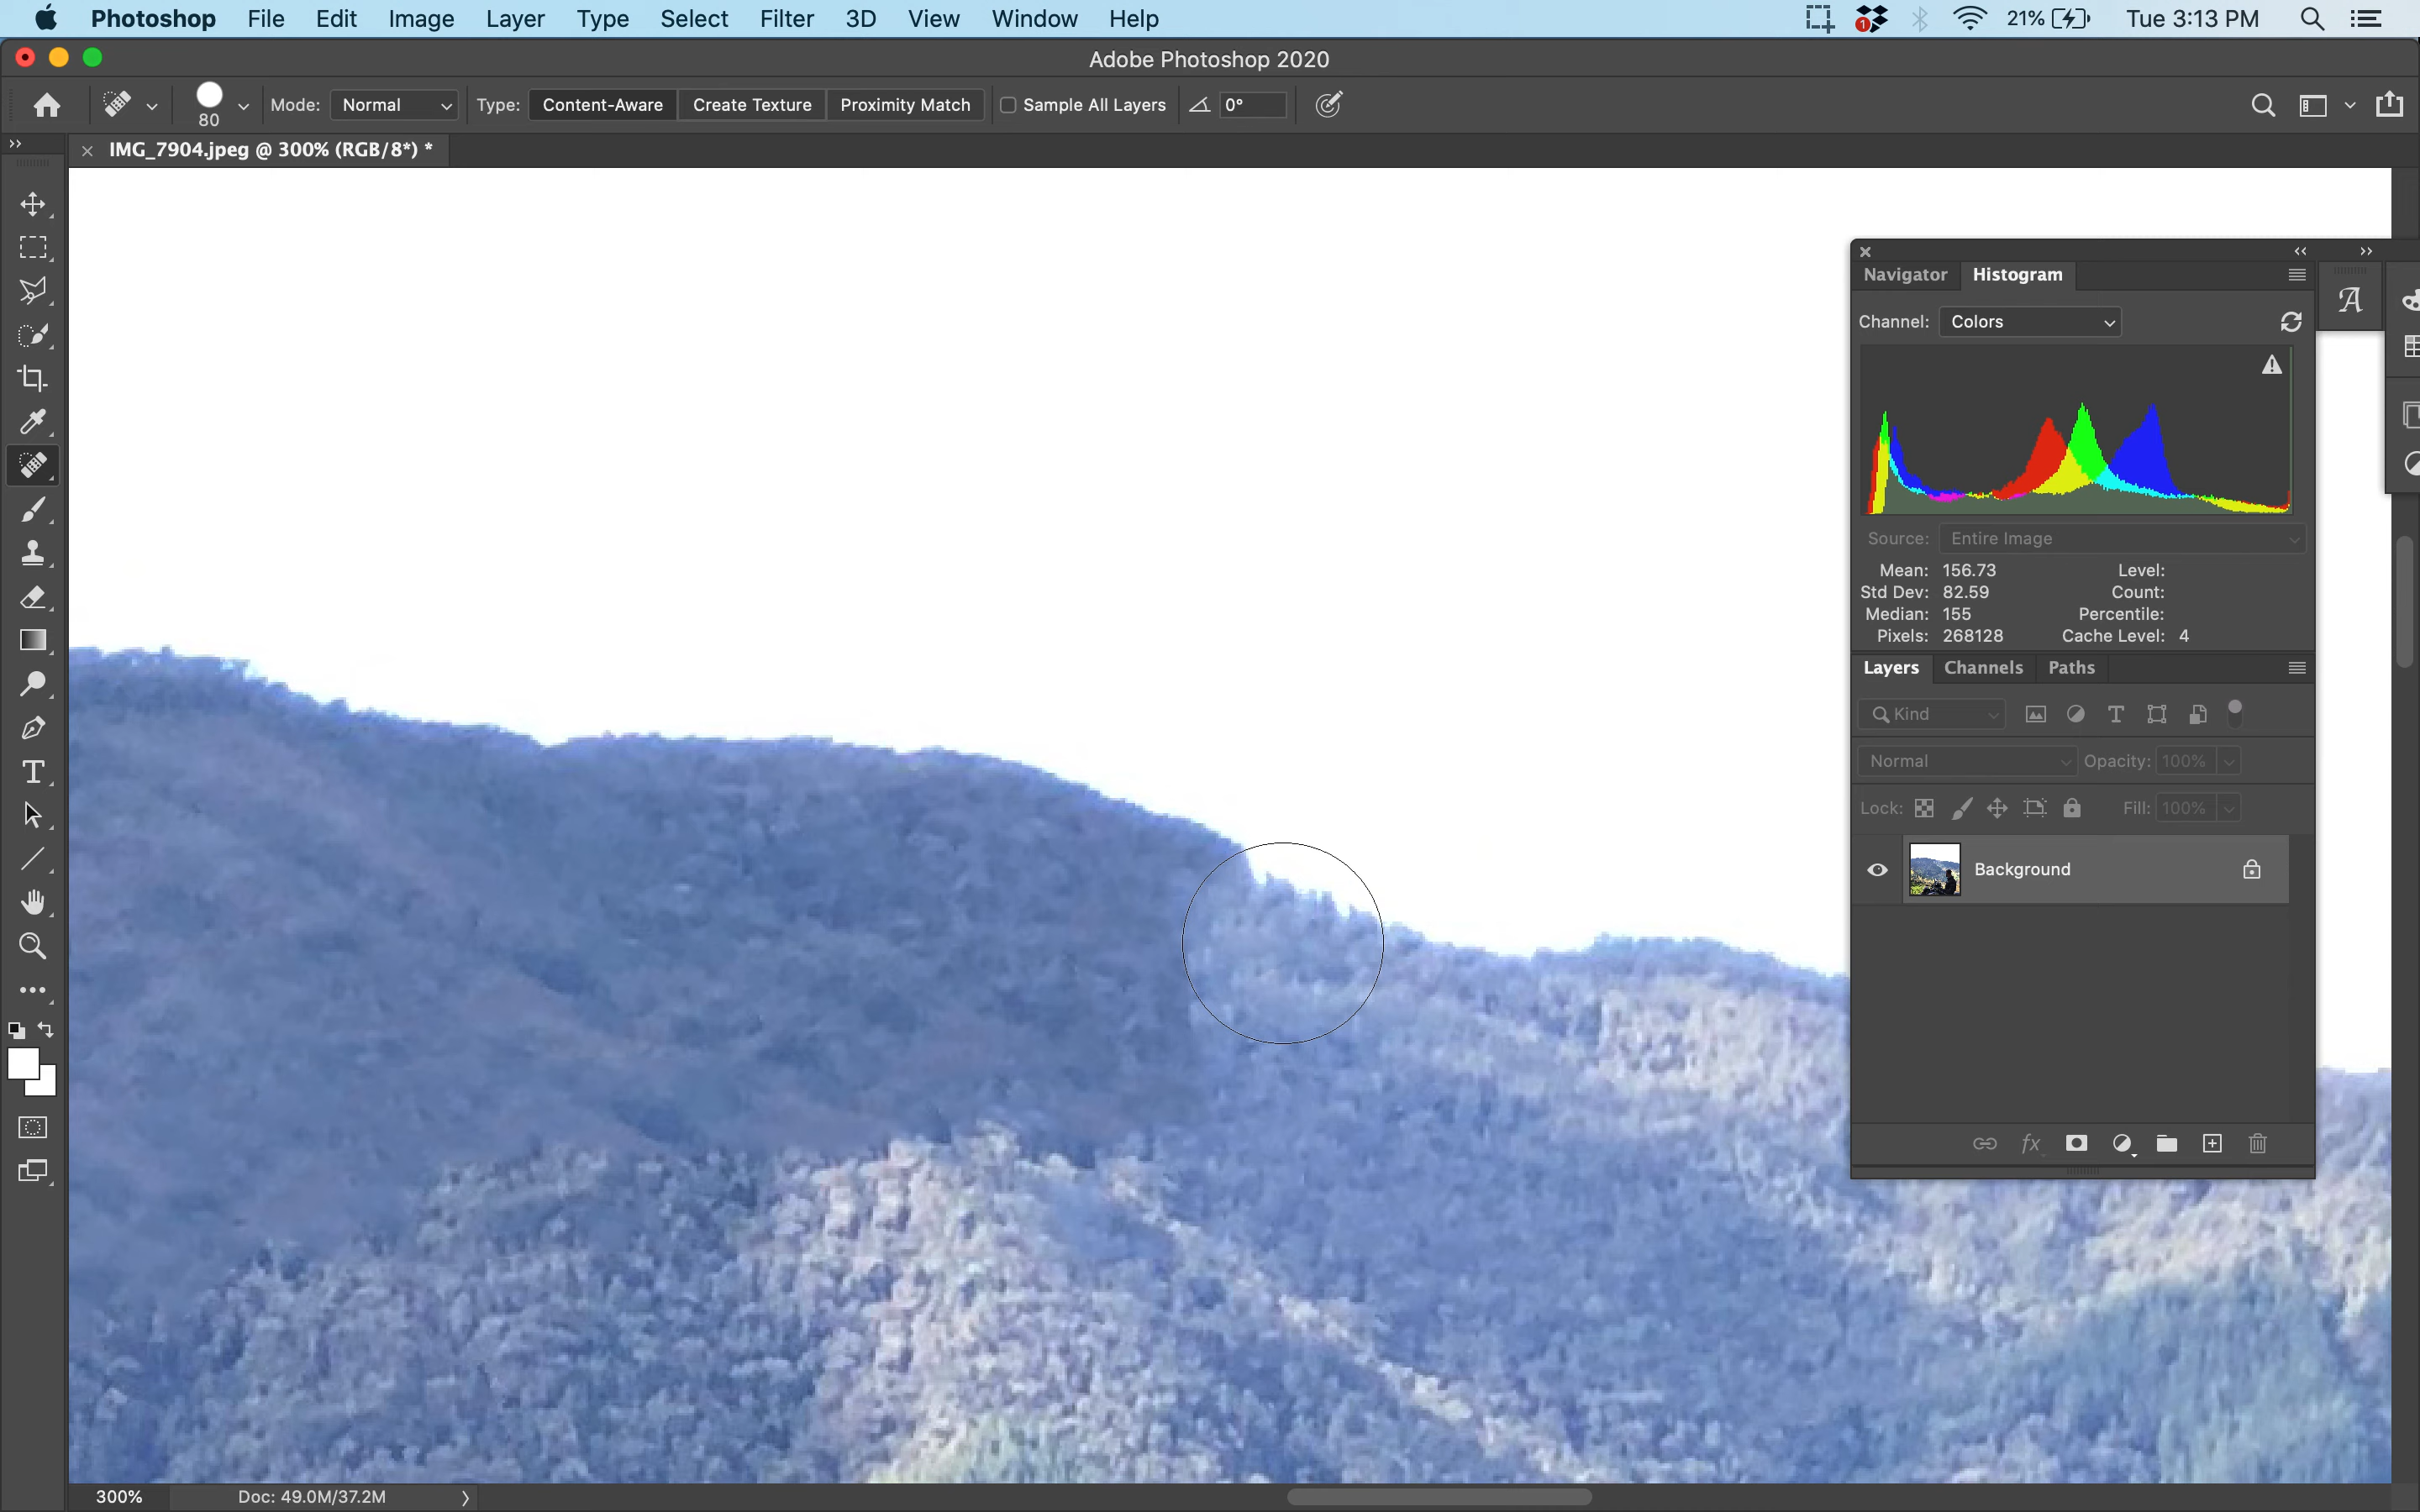 Photoshop File Edit Image Layer Type Select Filter 3D View Window Help 1 21% Tue 3:13 PM
Adobe Photoshop 2020
80 Mode: Normal Type: Content-Aware Create Texture Proximity Match Sample All Layers 0°
IMG_7904.jpeg @ 300% (RGB/8*) *
Navigator Histogram
A
Channel: Colors
Source: Entire Image
Mean: 156.73 Level:
Std Dev: 82.59 Count:
Median: 155 Percentile:
Pixels: 268128 Cache Level: 4
Layers Channels Paths
Kind
Normal Opacity: 100%
Lock: Fill: 100%
Background
fx
300% Doc: 49.0M/37.2M